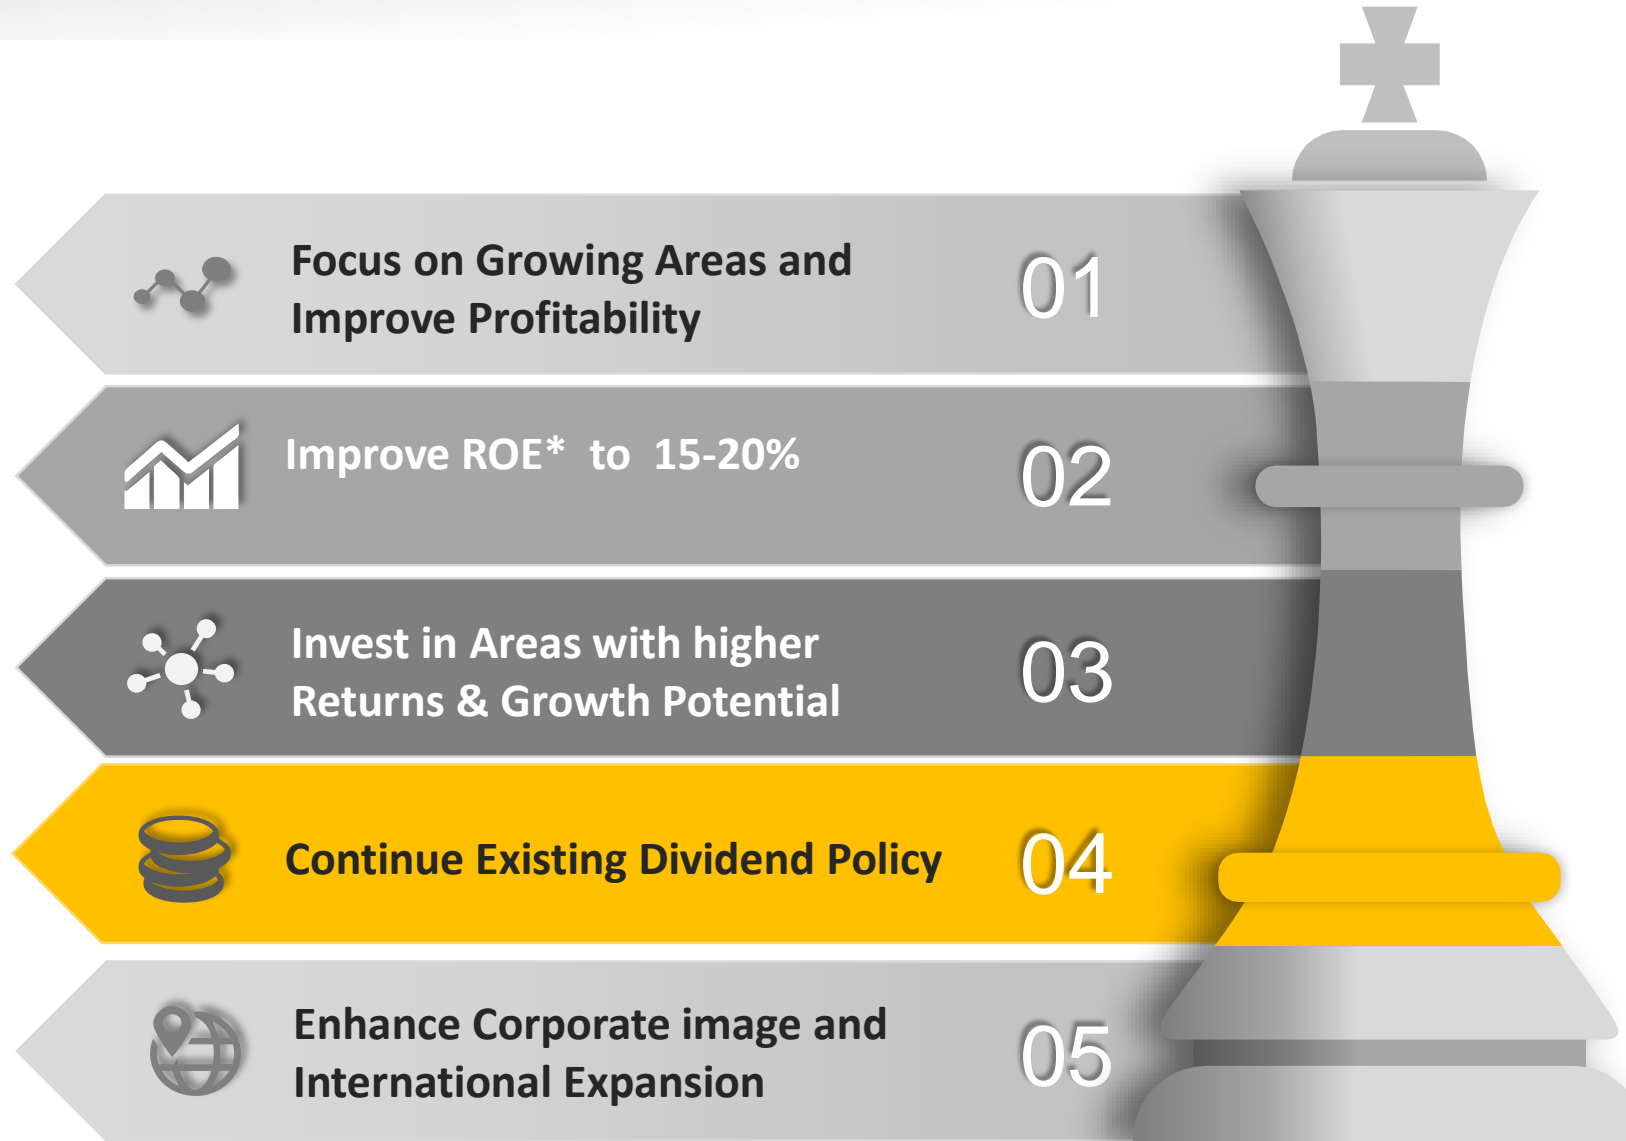 Focus on Growing Areas and
Improve Profitability
01
Improve ROE* to 15-20%
02
Invest in Areas with higher
Returns & Growth Potential
03
Continue Existing Dividend Policy
04
Enhance Corporate image and
International Expansion
05